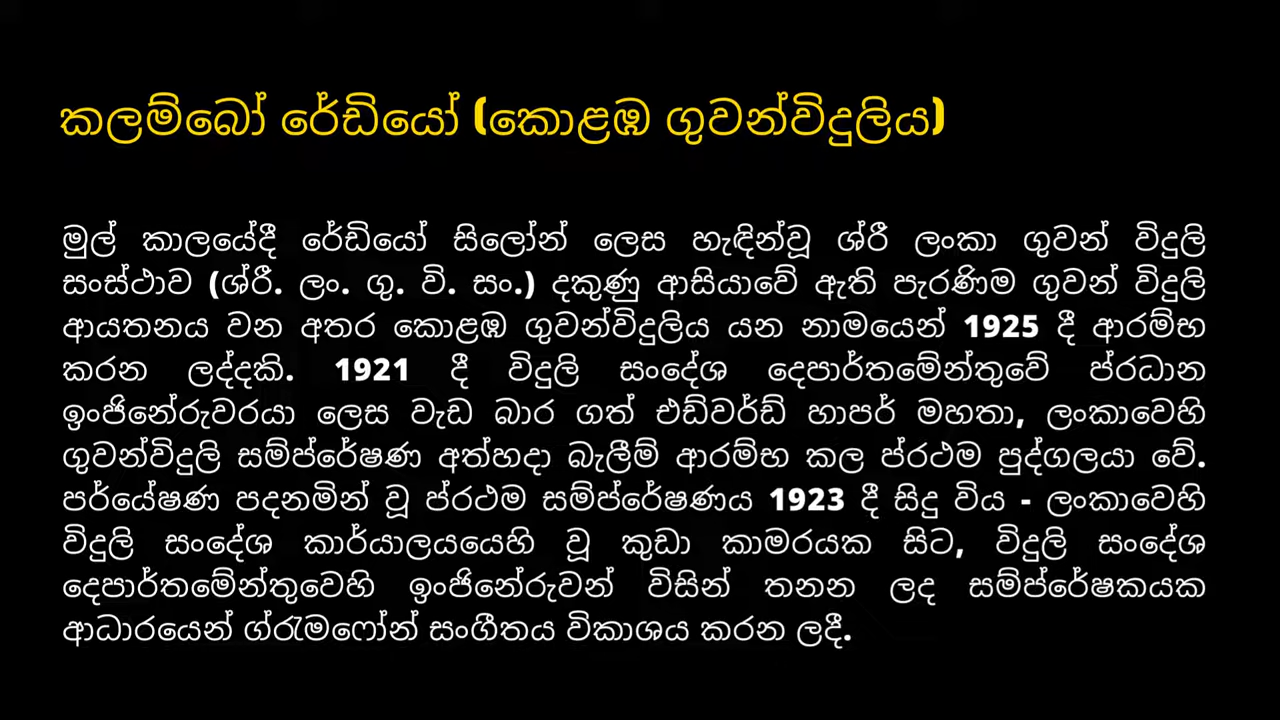 කලම්බෝ රේඩියෝ (කොළඹ ගුවන්විදුලිය)
මුල් කාලයේදී රේඩියෝ සිලෝන් ලෙස හැඳින්වූ ශ්රී ලංකා ගුවන් විදුලි
සංස්ථාව (ශ්රී. ලං. ගු. වි. සං.) දකුණු ආසියාවේ ඇති පැරණිම ගුවන් විදුලි
ආයතනය වන අතර කොළඹ ගුවන්විදුලිය යන නාමයෙන් 1925 දී ආරම්භ
කරන ලද්දකි. 1921 දී විදුලි සංදේශ දෙපාර්තමේන්තුවේ ප්රධාන
ඉංජිනේරුවරයා ලෙස වැඩ බාර ගත් එඩ්වර්ඩ් හාපර් මහතා, ලංකාවෙහි
ගුවන්විදුලි සම්ප්රේෂණ අත්හදා බැලීම් ආරම්භ කල ප්රථම පුද්ගලයා වේ.
පර්යේෂණ පදනමින් වූ ප්රථම සම්ප්රේෂණය 1923 දී සිදු විය - ලංකාවෙහි
විදුලි සංදේශ කාර්යාලයයෙහි වූ කුඩා කාමරයක සිට, විදුලි සංදේශ
දෙපාර්තමේන්තුවෙහි ඉංජිනේරුවන් විසින් තනන ලද සම්ප්රේෂකයක
ආධාරයෙන් ග්රැමෆෝන් සංගීතය විකාශය කරන ලදී.